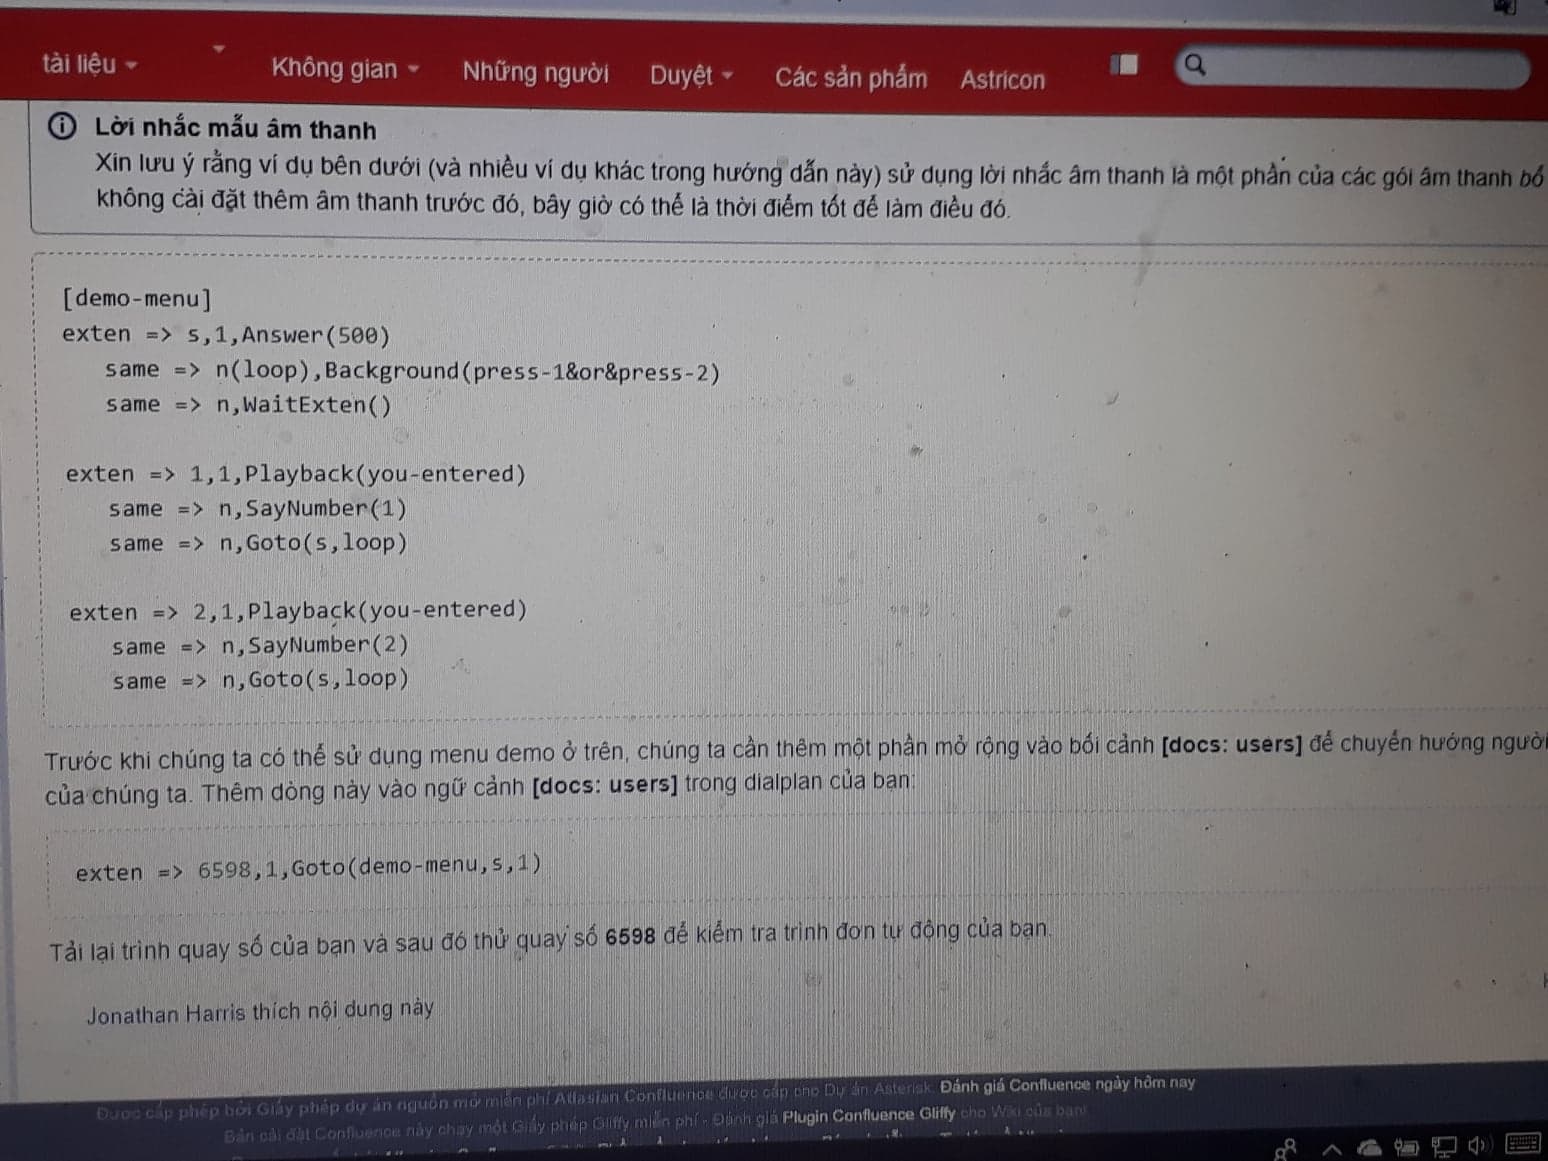 tài liệu
Không gian
Những người
Duyệt
Các sản phẩm
Astricon
Lời nhắc mẫu âm thanh
Xin lưu ý rằng ví dụ bên dưới (và nhiều ví dụ khác trong hướng dẫn này) sử dụng lời nhắc âm thanh là một phần của các gói âm thanh bổ
không cài đặt thêm âm thanh trước đó, bây giờ có thể là thời điểm tốt để làm điều đó.
[demo-menu]
exten => s,1,Answer(500)
same => n(loop),Background(press-1&or&press-2)
same => n,WaitExten()
exten => 1,1,Playback(you-entered)
same => n,SayNumber(1)
same => n,Goto(s,loop)
exten => 2,1,Playback(you-entered)
same => n,SayNumber(2)
same => n,Goto(s,loop)
Trước khi chúng ta có thể sử dụng menu demo ở trên, chúng ta cần thêm một phần mở rộng vào bối cảnh [docs: users] để chuyển hướng người
của chúng ta. Thêm dòng này vào ngữ cảnh [docs: users] trong dialplan của bạn:
exten => 6598,1,Goto(demo-menu,s,1)
Tải lại trình quay số của bạn và sau đó thử quay số 6598 để kiểm tra trình đơn tự động của bạn.
Jonathan Harris thích nội dung này
Được cấp phép bởi Giấy phép dự án nguồn mở miễn phí Atlassian Confluence được cấp cho Dự án Asterisk. Đánh giá Confluence ngày hôm nay
Bản cài đặt Confluence này chạy một Giấy phép Gliffy miễn phí - Đánh giá Plugin Confluence Gliffy cho Wiki của bạn!